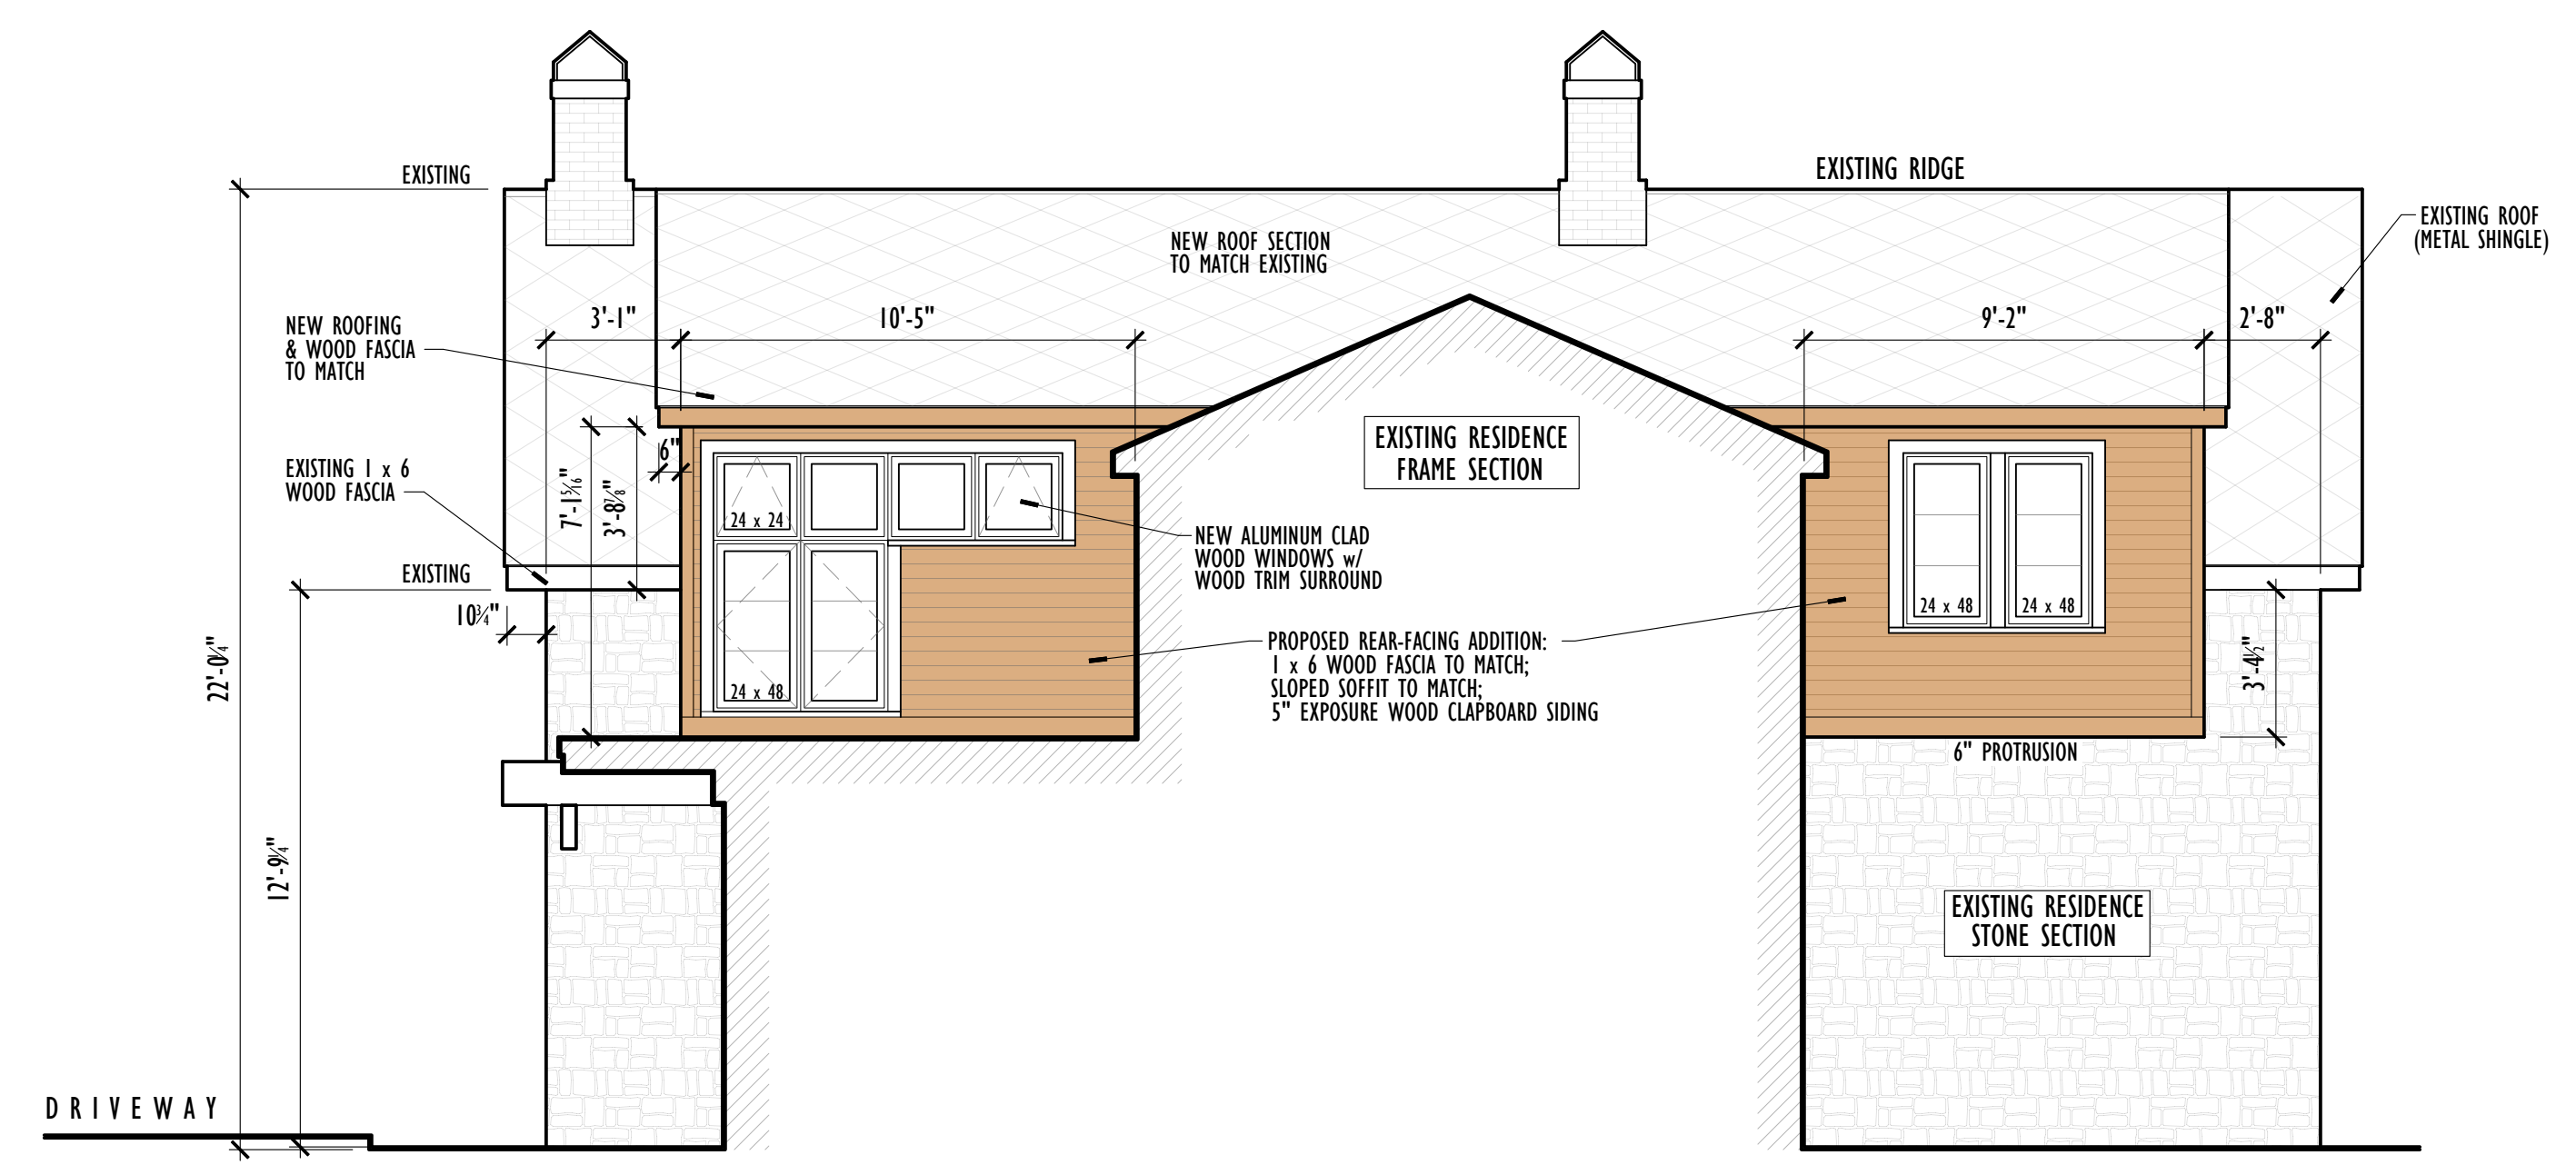 EXISTING
EXISTING RIDGE
EXISTING ROOF
(METAL SHINGLE)
NEW ROOF SECTION
TO MATCH EXISTING
3'-1"
10'-5"
9'-2"
2'-8"
NEW ROOFING
& WOOD FASCIA
TO MATCH
EXISTING RESIDENCE
FRAME SECTION
6"
EXISTING 1 x 6
WOOD FASCIA
7'-1 5/16"
3'-8 7/8"
24 x 24
NEW ALUMINUM CLAD
WOOD WINDOWS w/
WOOD TRIM SURROUND
EXISTING
10 3/4"
24 x 48
24 x 48
24 x 48
PROPOSED REAR-FACING ADDITION:
1 x 6 WOOD FASCIA TO MATCH;
SLOPED SOFFIT TO MATCH;
5" EXPOSURE WOOD CLAPBOARD SIDING
22'-0 1/4"
3'-4 1/2"
6" PROTRUSION
12'-9 1/4"
EXISTING RESIDENCE
STONE SECTION
DRIVEWAY